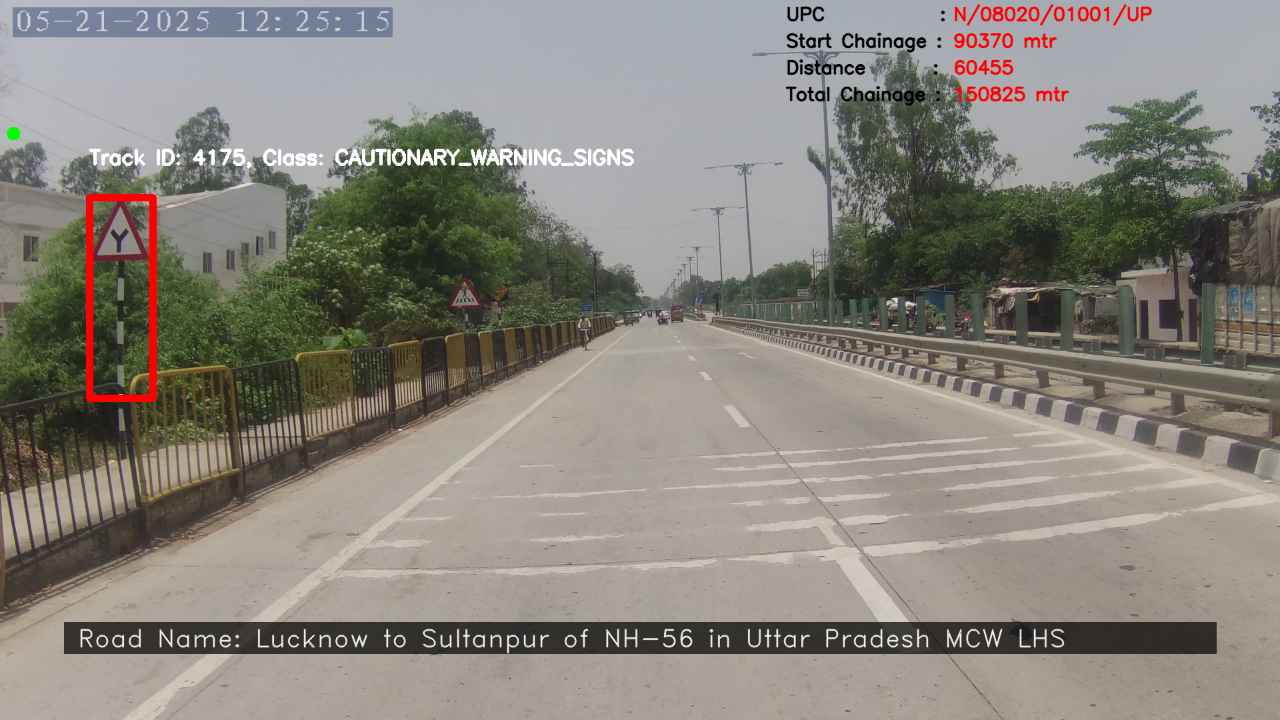 05-21-2025 12:25:15
UPC : N/08020/01001/UP
Start Chainage : 90370 mtr
Distance : 60455
Total Chainage : 150825 mtr
Track ID: 4175, Class: CAUTIONARY_WARNING_SIGNS
Road Name: Lucknow to Sultanpur of NH-56 in Uttar Pradesh MCW LHS